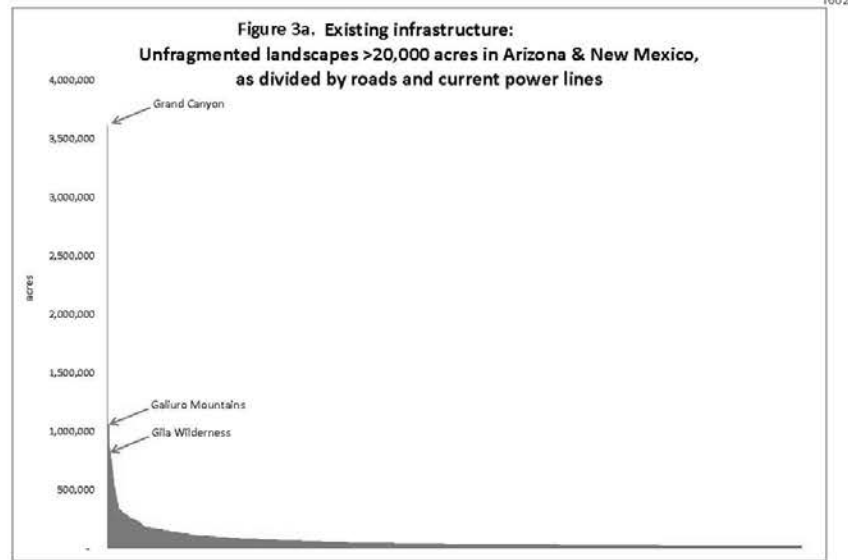 Figure 3a. Existing infrastructure:
Unfragmented landscapes >20,000 acres in Arizona & New Mexico,
as divided by roads and current power lines
4,000,000
Grand Canyon
3,500,000
3,000,000
2,500,000
acres
2,000,000
1,500,000
Galiuro Mountains
1,000,000
Gila Wilderness
500,000
-